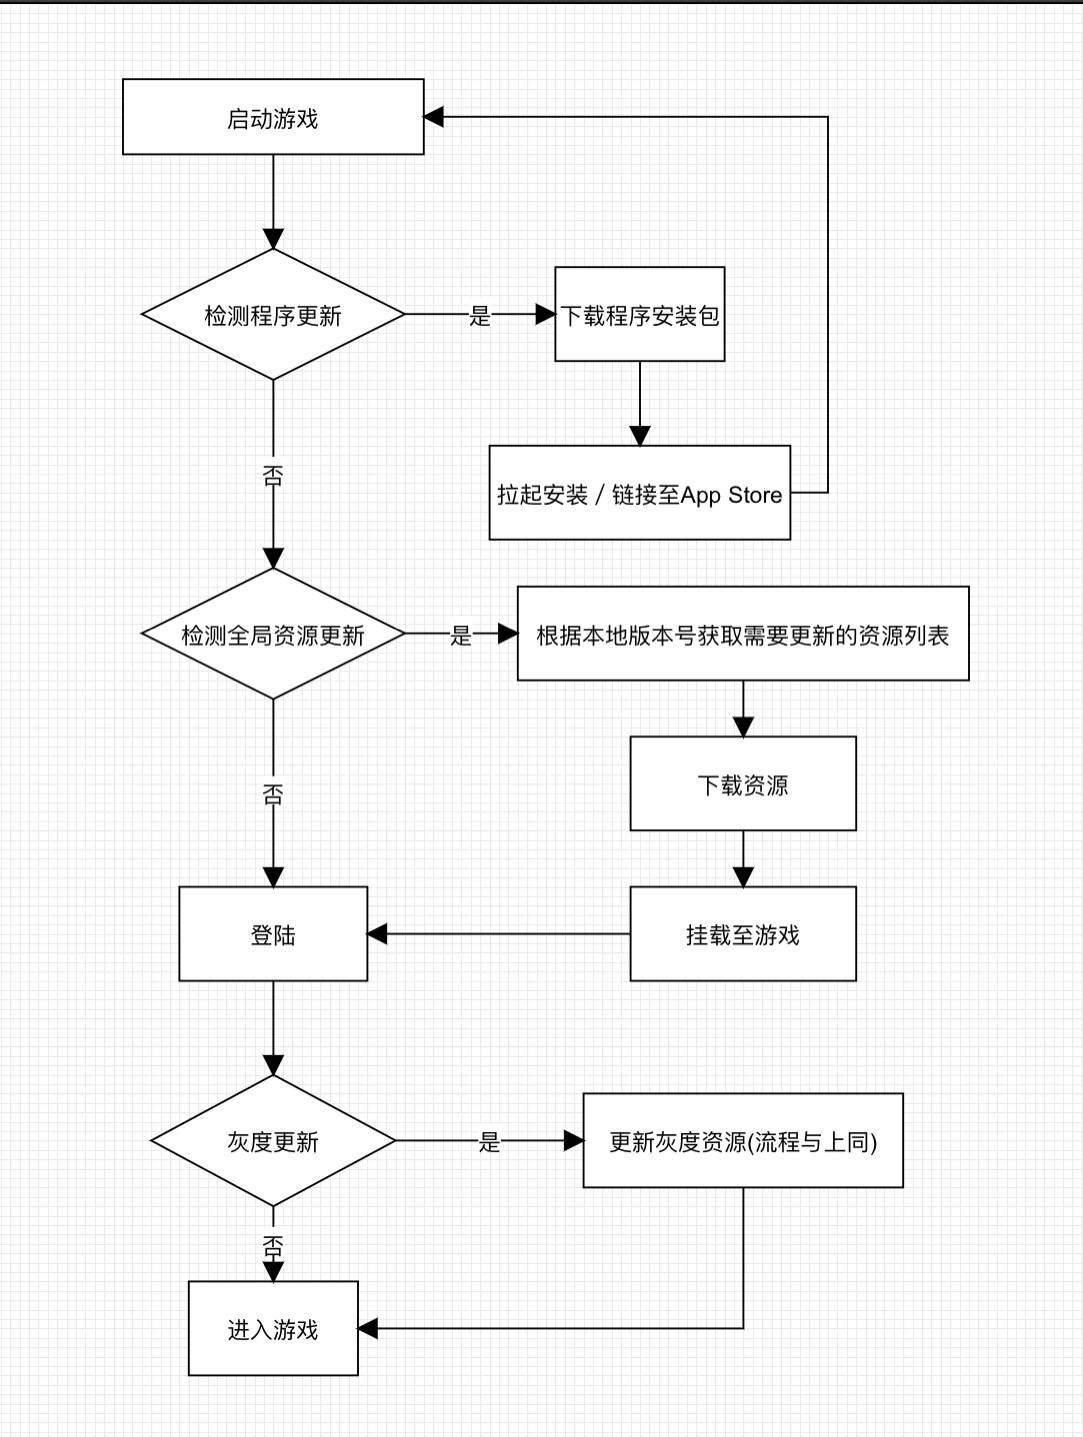 启动游戏
检测程序更新
是
下载程序安装包
否
拉起安装 / 链接至App Store
检测全局资源更新
是
根据本地版本号获取需要更新的资源列表
下载资源
否
登陆
挂载至游戏
灰度更新
是
更新灰度资源(流程与上同)
否
进入游戏